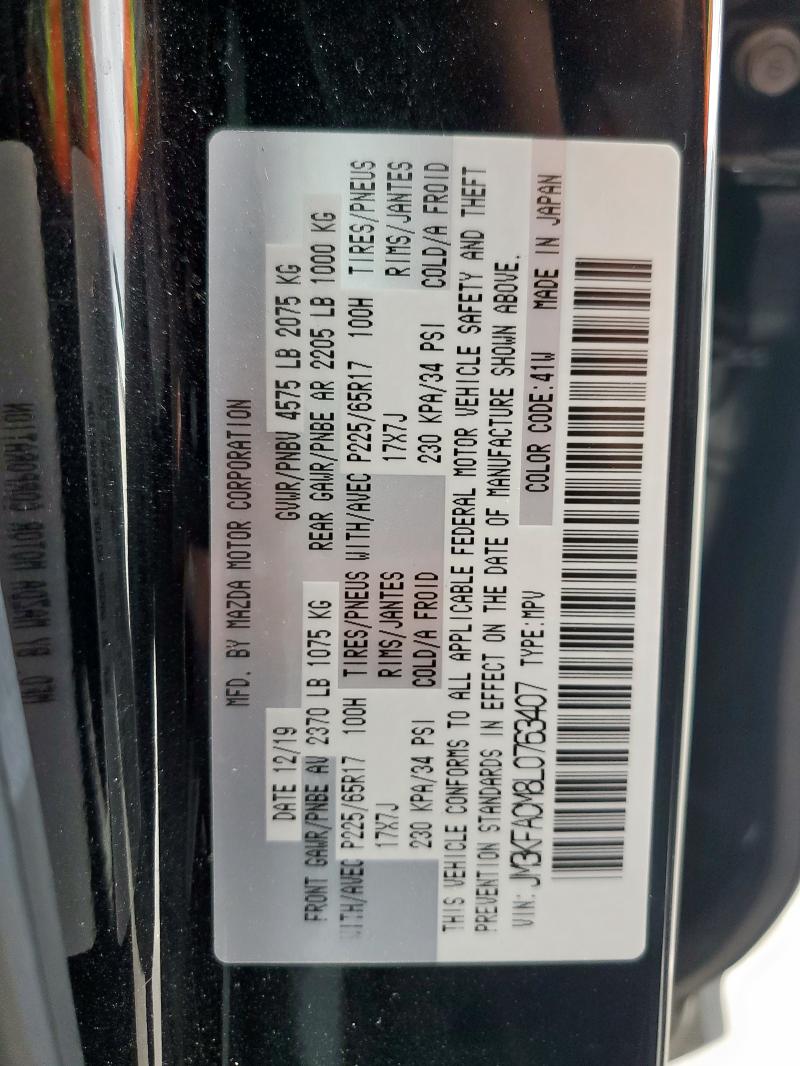 MFD. BY MAZDA MOTOR CORPORATION
DATE 12/19 GVWR/PNBV 4575 LB 2075 KG
FRONT GAWR/PNBE AV 2370 LB 1075 KG REAR GAWR/PNBE AR 2205 LB 1000 KG
WITH/AVEC P225/65R17 100H TIRES/PNEUS WITH/AVEC P225/65R17 100H TIRES/PNEUS
17X7J RIMS/JANTES 17X7J RIMS/JANTES
230 KPA/34 PSI COLD/A FROID 230 KPA/34 PSI COLD/A FROID
THIS VEHICLE CONFORMS TO ALL APPLICABLE FEDERAL MOTOR VEHICLE SAFETY AND THEFT
PREVENTION STANDARDS IN EFFECT ON THE DATE OF MANUFACTURE SHOWN ABOVE.
VIN: JM3KFACM8L0763407 TYPE:MPV COLOR CODE:41W MADE IN JAPAN